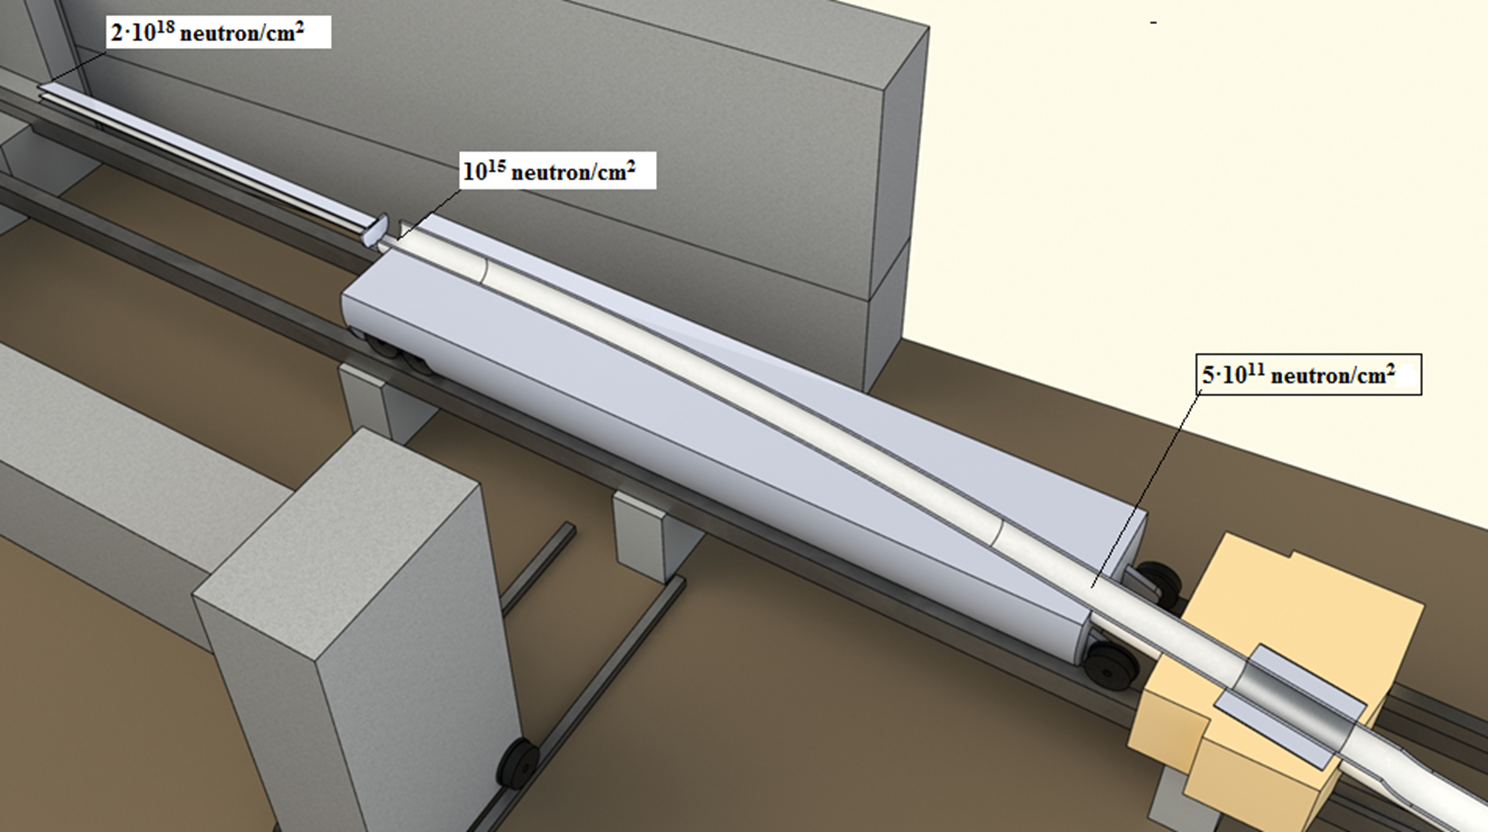 2·10¹⁸ neutron/cm²
10¹⁵ neutron/cm²
5·10¹¹ neutron/cm²